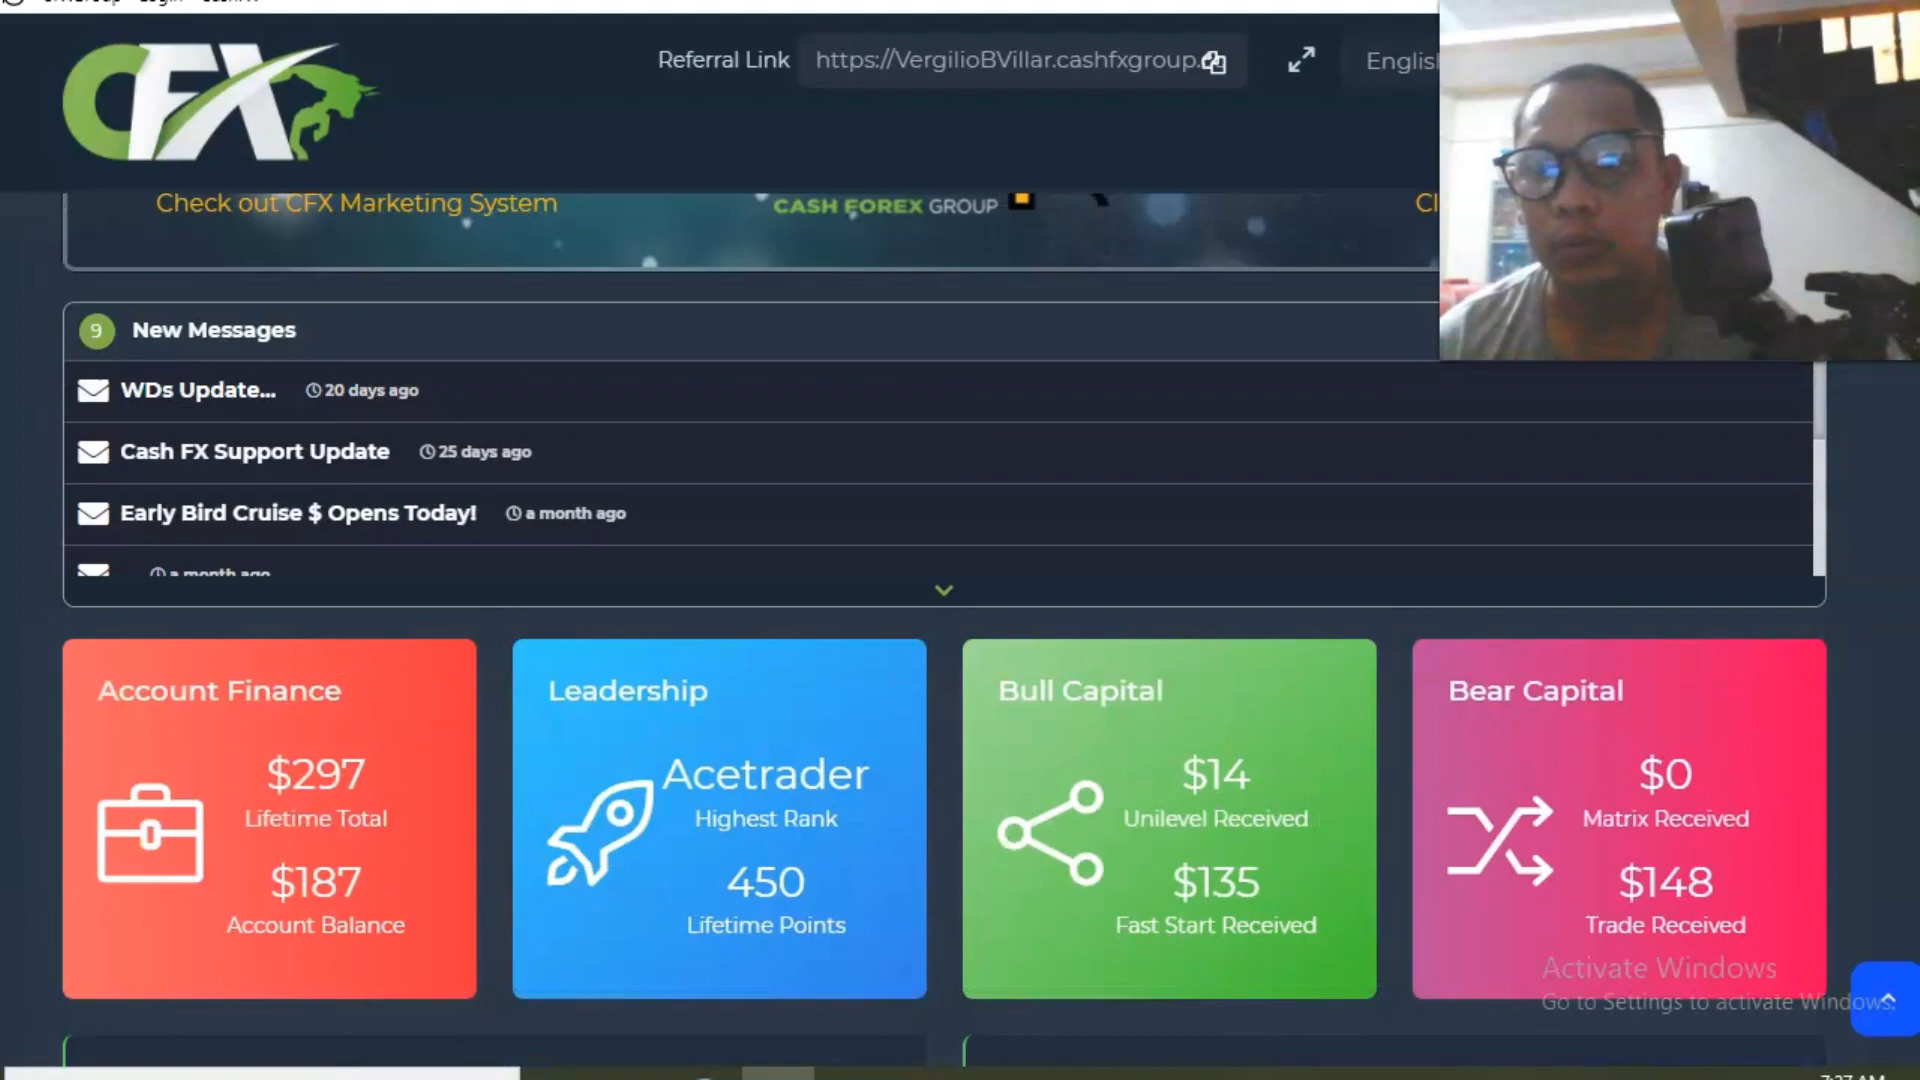 CFX
Referral Link
https://VergilioBVillar.cashfxgroup.
English
Check out CFX Marketing System
CASH FOREX GROUP
9 New Messages
WDs Update... 20 days ago
Cash FX Support Update 25 days ago
Early Bird Cruise $ Opens Today! a month ago
a month ago
Account Finance
$297
Lifetime Total
$187
Account Balance
Leadership
Acetrader
Highest Rank
450
Lifetime Points
Bull Capital
$14
Unilevel Received
$135
Fast Start Received
Bear Capital
$0
Matrix Received
$148
Trade Received
Activate Windows
Go to Settings to activate Windows.